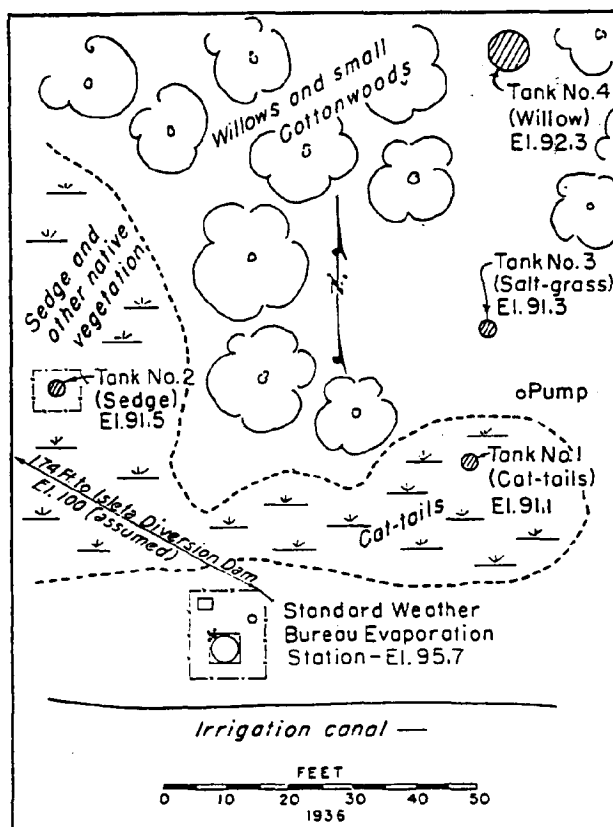 Willows and small
Cottonwoods
Tank No.4
(Willow)
El.92.3
Sedge and
other native
vegetation
N.
Tank No.3
(Salt-grass)
El.91.3
Tank No.2
(Sedge)
El.91.5
Pump
Tank No.1
(Cat-tails)
El.91.1
174 Ft to Isleta Diversion Dam
El.100 (assumed)
Cat-tails
Standard Weather
Bureau Evaporation
Station-El.95.7
Irrigation canal
FEET
0 10 20 30 40 50
1936